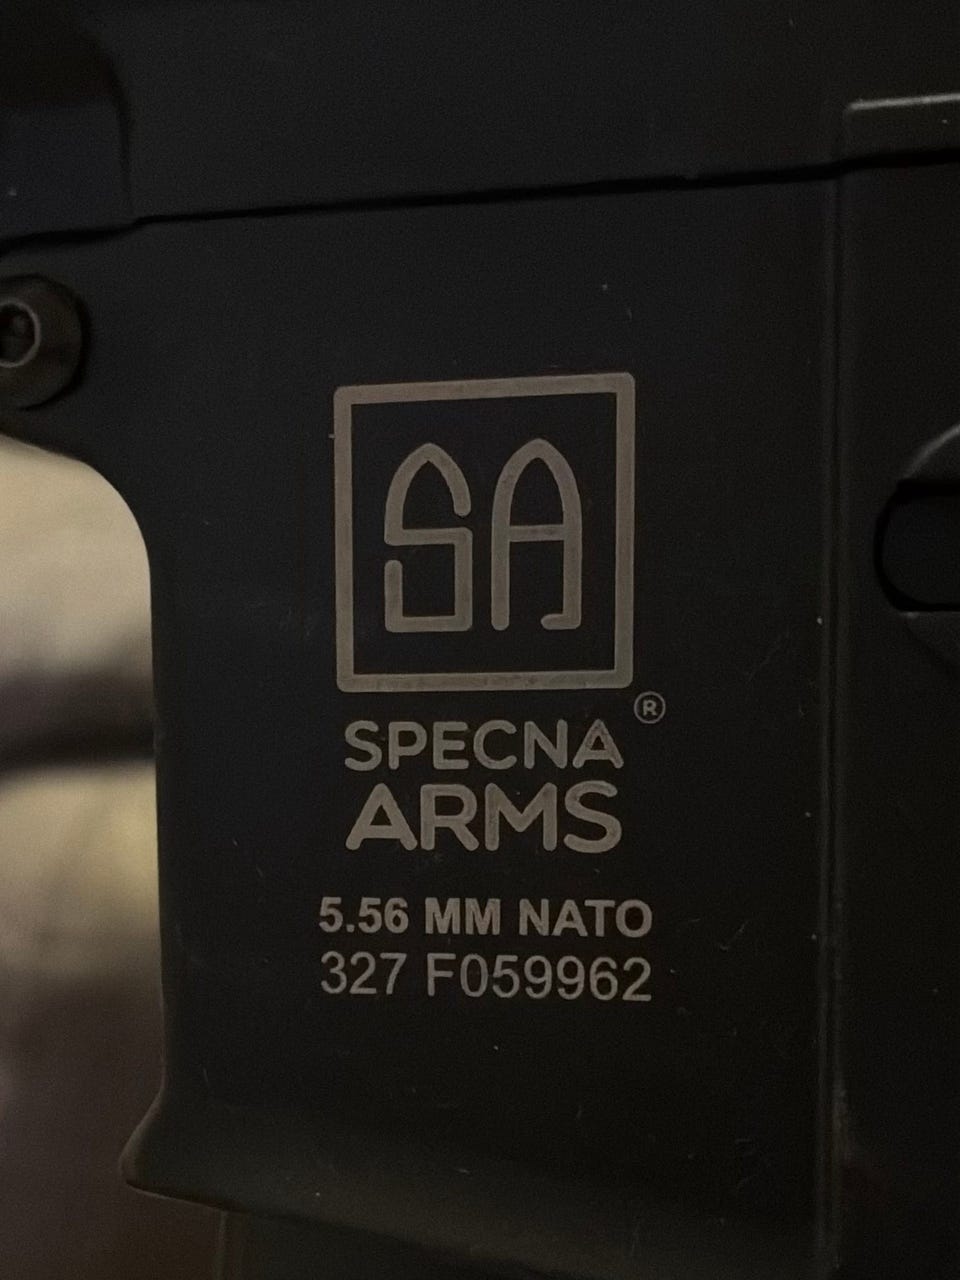 SA
®
SPECNA
ARMS
5.56 MM NATO
327 F059962